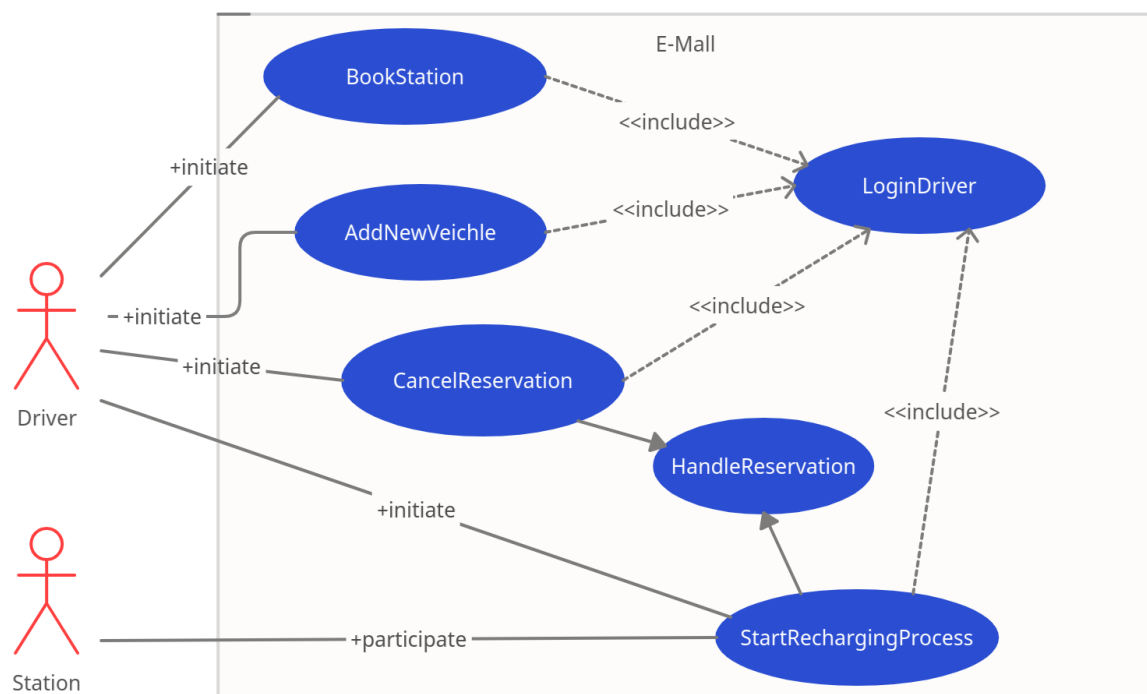 E-Mall
BookStation
<<include>>
+initiate
LoginDriver
<<include>>
AddNewVeichle
<<include>>
+initiate
+initiate
CancelReservation
Driver
<<include>>
HandleReservation
+initiate
StartRechargingProcess
+participate
Station